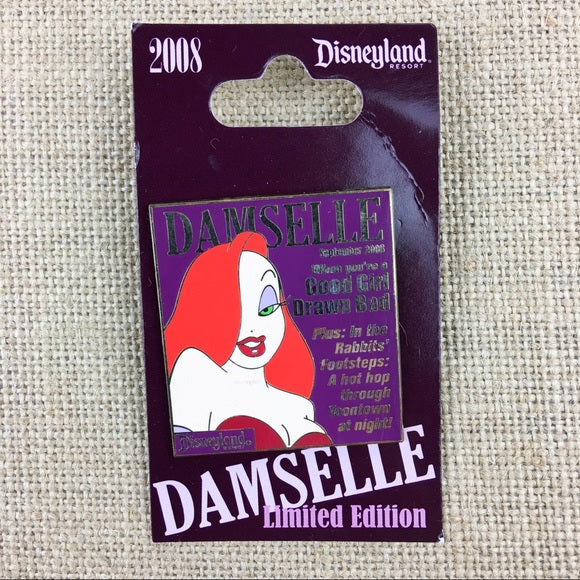 2008
Disneyland
RESORT
DAMSELLE
September 2008
When you're a
Good Girl
Drawn Bad
Plus: In the
Rabbits'
Footsteps:
A hot hop
through
Toontown
at night!
Disneyland
DAMSELLE
Limited Edition